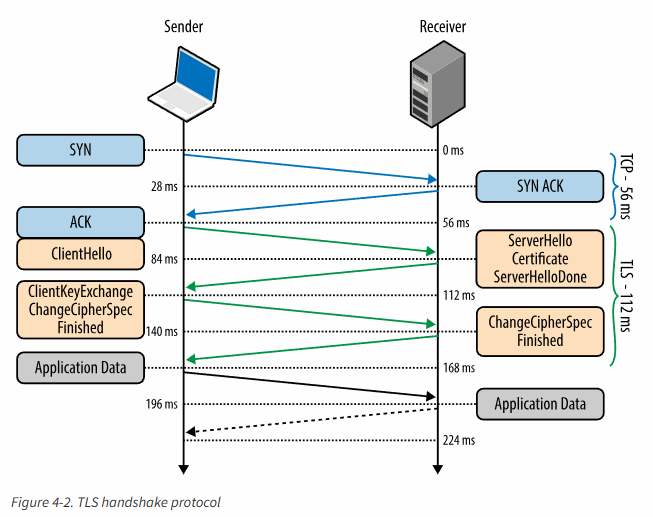 Sender
Receiver
SYN
0 ms
28 ms
SYN ACK
TCP - 56 ms
ACK
56 ms
ClientHello
84 ms
ServerHello
Certificate
ServerHelloDone
TLS - 112 ms
ClientKeyExchange
ChangeCipherSpec
Finished
112 ms
140 ms
ChangeCipherSpec
Finished
Application Data
168 ms
196 ms
Application Data
224 ms
Figure 4-2. TLS handshake protocol